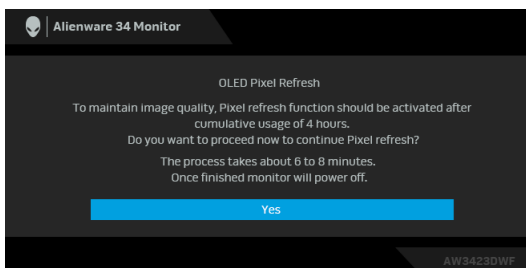 Alienware 34 Monitor
OLED Pixel Refresh
To maintain image quality, Pixel refresh function should be activated after
cumulative usage of 4 hours.
Do you want to proceed now to continue Pixel refresh?
The process takes about 6 to 8 minutes.
Once finished monitor will power off.
Yes
AW3423DWF